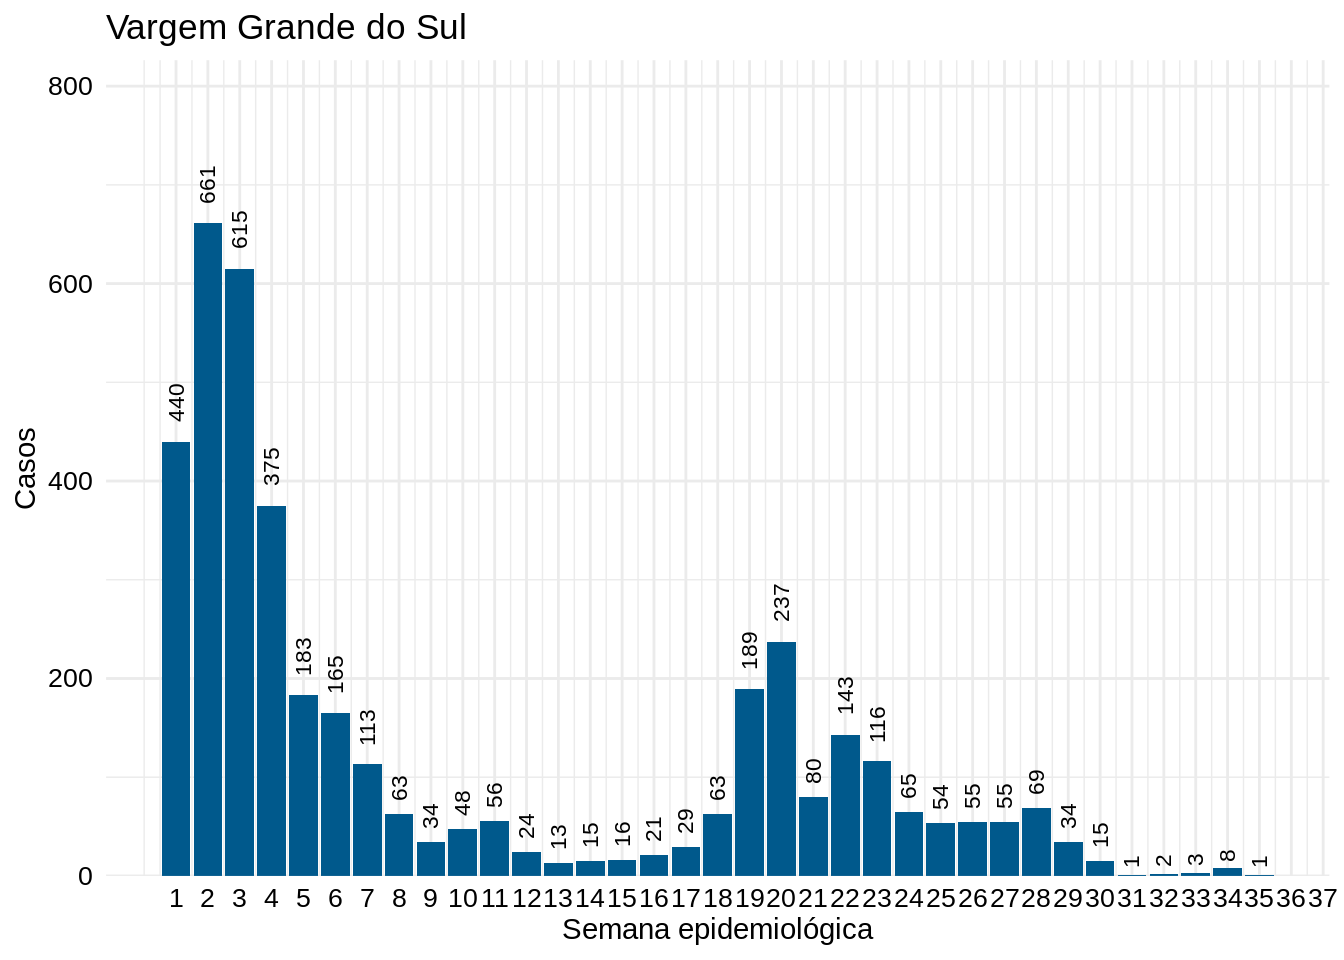 Vargem Grande do Sul
800
600
400
200
0
Casos
440 661 615 375 183 165 113 63 34 48 56 24 13 15 16 21 29 63 189 237 80 143 116 65 54 55 55 69 34 15 1 2 3 8 1
1 2 3 4 5 6 7 8 9 10 11 12 13 14 15 16 17 18 19 20 21 22 23 24 25 26 27 28 29 30 31 32 33 34 35 36 37
Semana epidemiológica